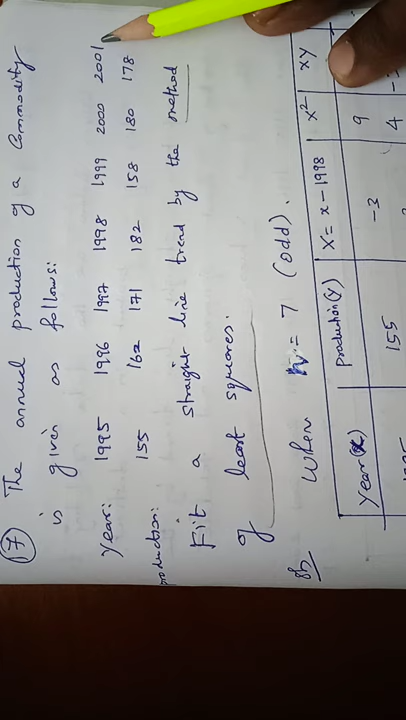 7 The annual production of a Commodity
is given as follows:
Year: 1995 1996 1997 1998 1999 2000 2001
production: 155 162 171 182 158 180 178
Fit a straight line trend by the method
of least squares.
When n = 7 (odd).
Year(x) Production(Y) X = x - 1998 X² XY
155 -3 9
4